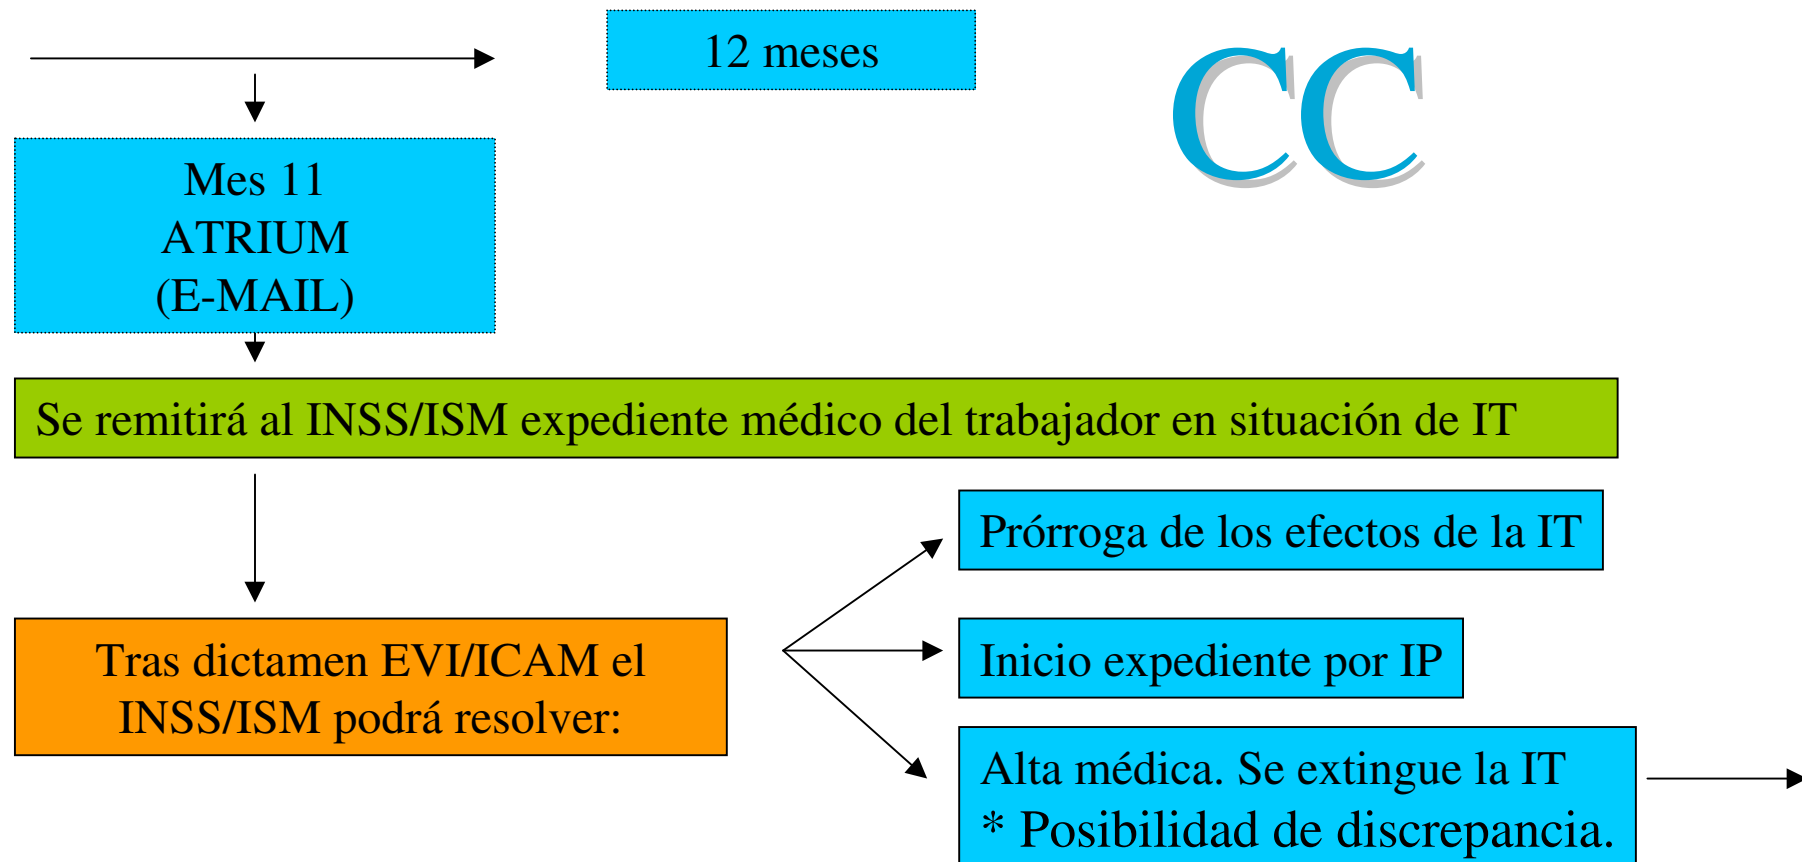 12 meses
CC
Mes 11
ATRIUM
(E-MAIL)
Se remitirá al INSS/ISM expediente médico del trabajador en situación de IT
Tras dictamen EVI/ICAM el
INSS/ISM podrá resolver:
Prórroga de los efectos de la IT
Inicio expediente por IP
Alta médica. Se extingue la IT
* Posibilidad de discrepancia.